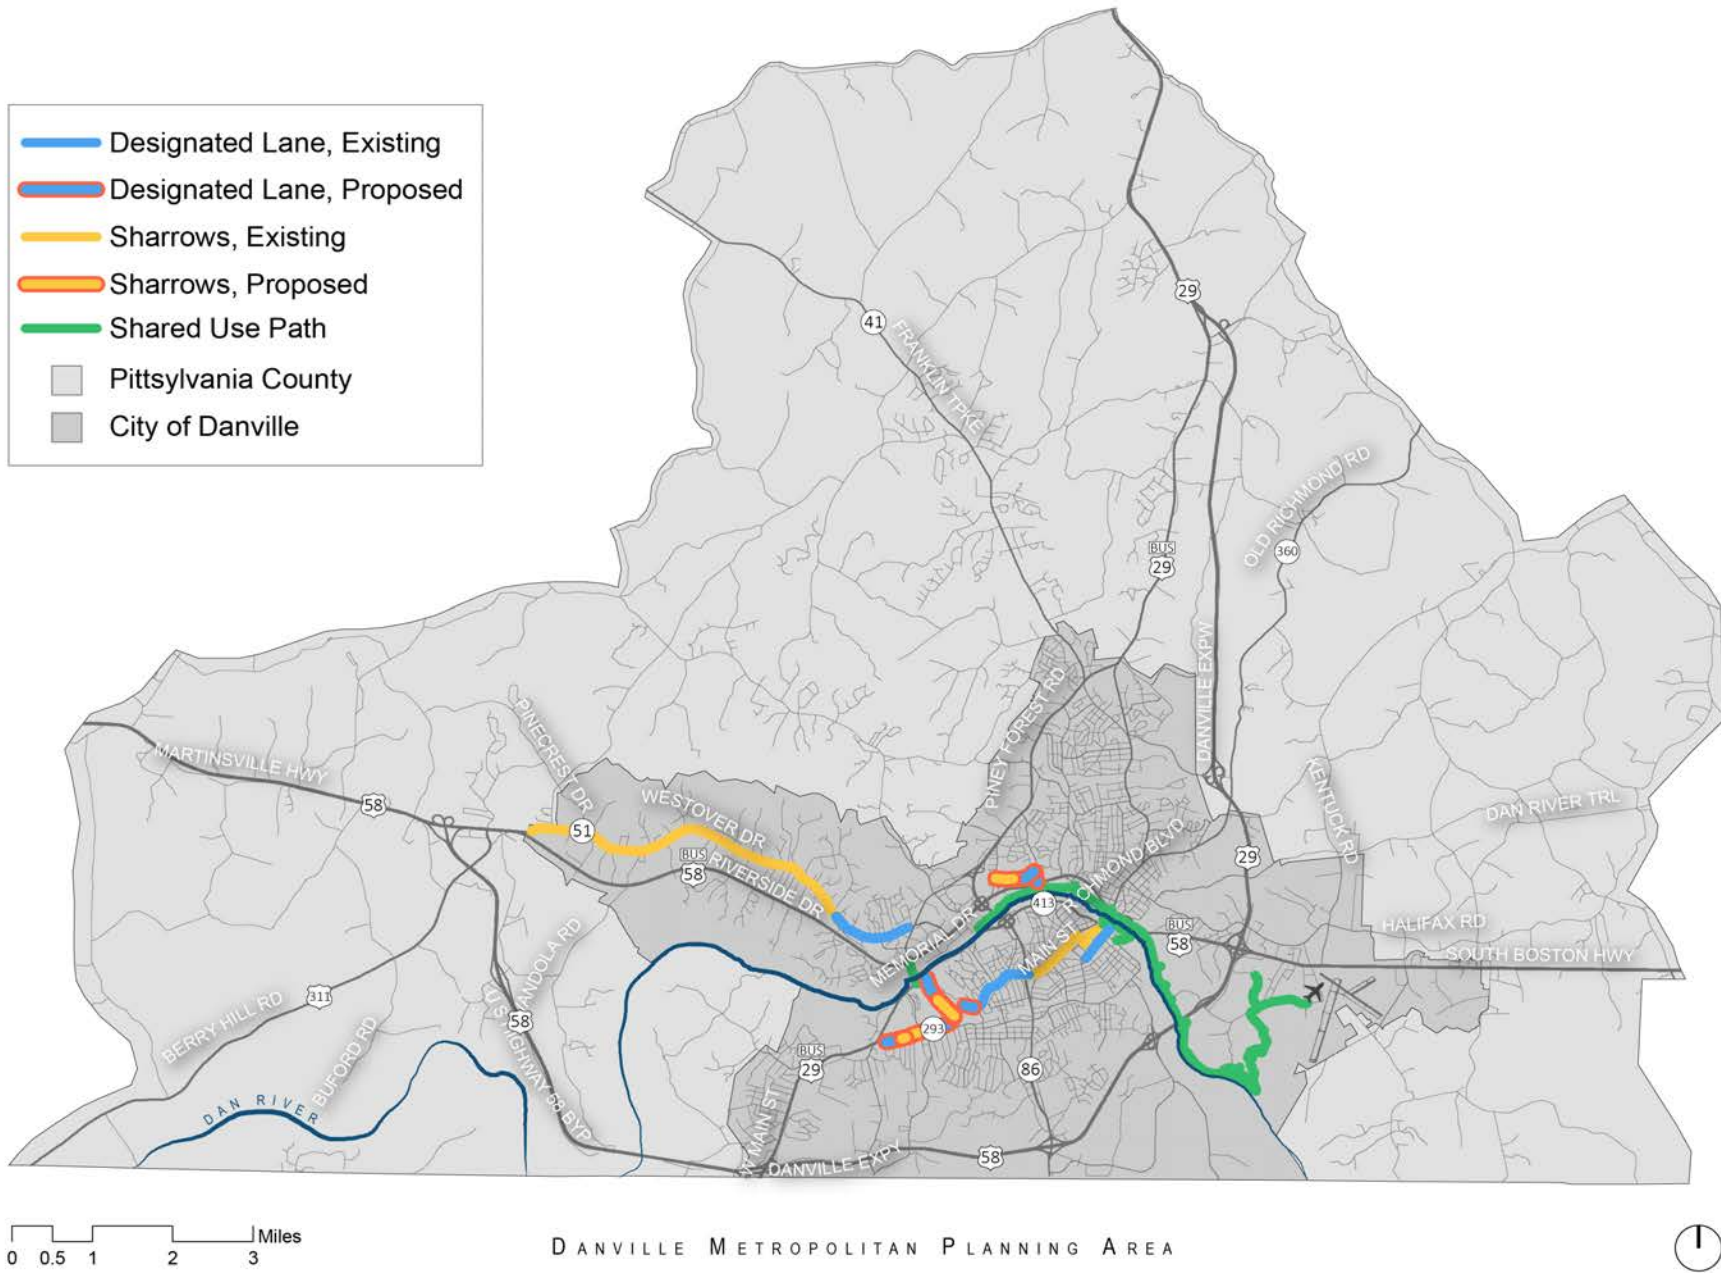 Designated Lane, Existing
Designated Lane, Proposed
Sharrows, Existing
Sharrows, Proposed
Shared Use Path
Pittsylvania County
City of Danville
29
41
FRANKLIN TPKE
OLD RICHMOND RD
BUS
29
360
DANVILLE EXPW
PINEY FOREST RD
PINECREST DR
MARTINSVILLE HWY
58
51
WESTOVER DR
BUS
58
RIVERSIDE DR
KENTUCK RD
DAN RIVER TRL
29
RICHMOND BLVD
413
MEMORIAL DR
MAIN ST
BUS
58
HALIFAX RD
SOUTH BOSTON HWY
311
BERRY HILL RD
BUFORD RD
VANDOLA RD
58
U S HIGHWAY 58 BYP
293
BUS
29
86
DAN RIVER
W MAIN ST
DANVILLE EXPY
58
Miles
0 0.5 1 2 3
DANVILLE METROPOLITAN PLANNING AREA